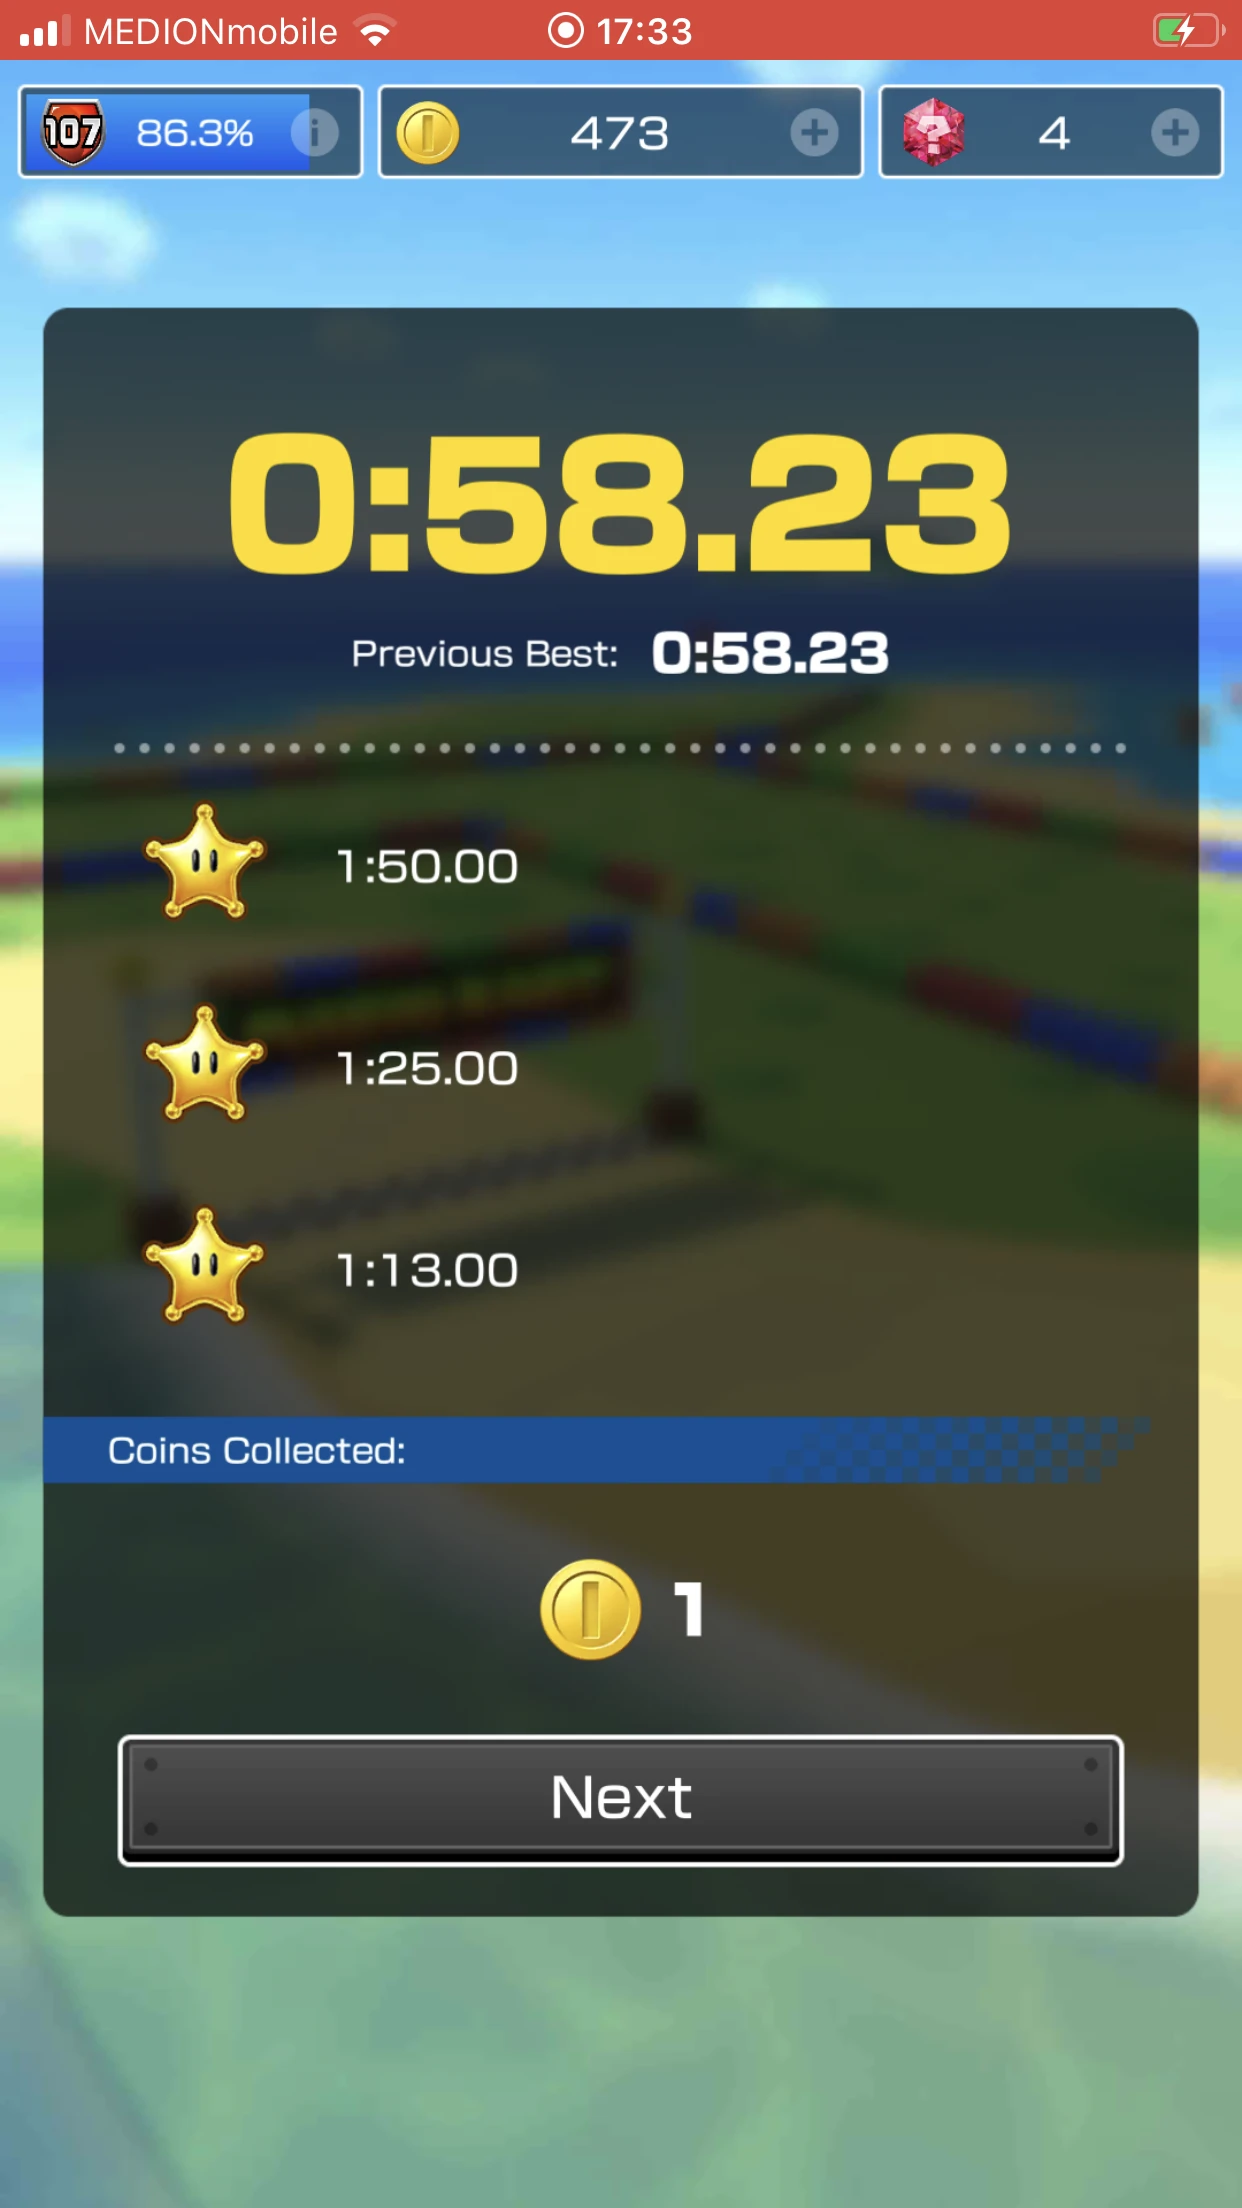 MEDIONmobile 17:33
107 86.3% i 473 + ? 4 +
0:58.23
Previous Best: 0:58.23
1:50.00
1:25.00
1:13.00
Coins Collected:
1
Next